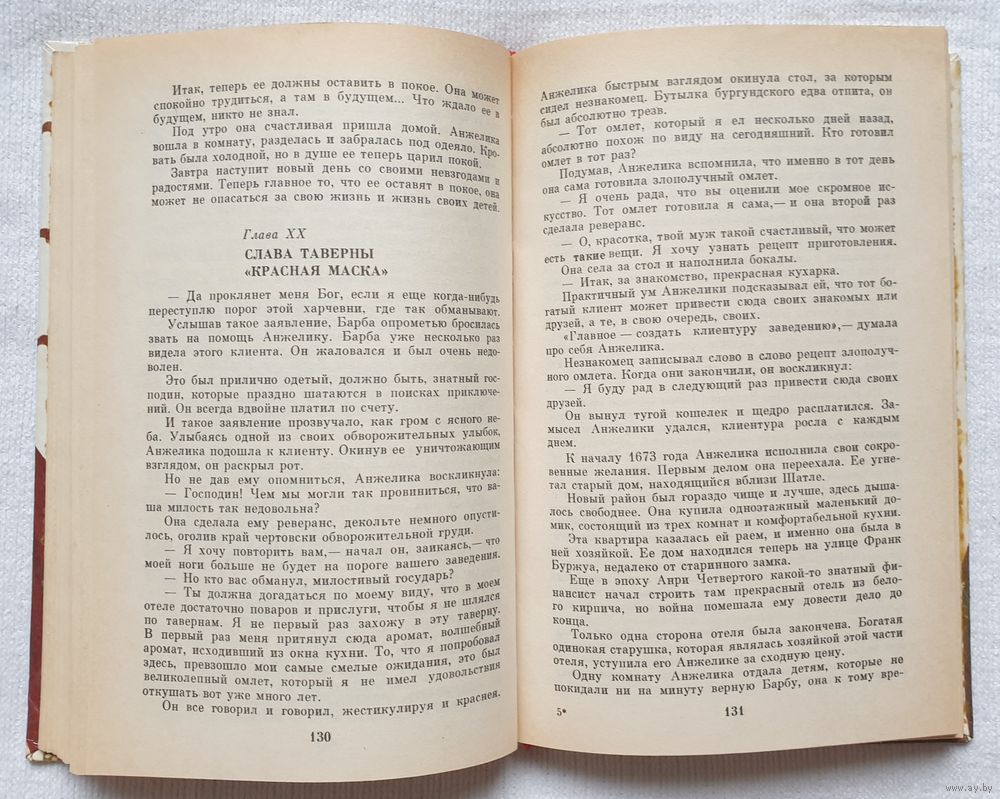 Итак, теперь ее должны оставить в покое. Она может
спокойно трудиться, а там в будущем... Что ждало ее в
будущем, никто не знал.
Под утро она счастливая пришла домой. Анжелика
вошла в комнату, разделась и забралась под одеяло. Кро-
вать была холодной, но в душе ее теперь царил покой.
Завтра наступит новый день со своими невзгодами и
радостями. Теперь главное то, что ее оставят в покое, она
может не опасаться за свою жизнь и жизнь своих детей.
Глава XX
СЛАВА ТАВЕРНЫ
«КРАСНАЯ МАСКА»
— Да проклянет меня Бог, если я еще когда-нибудь
переступлю порог этой харчевни, где так обманывают.
Услышав такое заявление, Барба опрометью бросилась
звать на помощь Анжелику. Барба уже несколько раз
видела этого клиента. Он жаловался и был очень недо-
волен.
Это был прилично одетый, должно быть, знатный гос-
подин, которые праздно шатаются в поисках приключе-
ний. Он всегда вдвойне платил по счету.
И такое заявление прозвучало, как гром с ясного не-
ба. Улыбаясь одной из своих обворожительных улыбок,
Анжелика подошла к клиенту. Окинув ее уничтожающим
взглядом, он раскрыл рот.
Но не дав ему опомниться, Анжелика воскликнула:
— Господин! Чем мы могли так провиниться, что ва-
ша милость так недовольна?
Она сделала ему реверанс, декольте немного опусти-
лось, оголив край чертовски обворожительной груди.
— Я хочу повторить вам,— начал он, заикаясь,— что
моей ноги больше не будет на пороге вашего заведения.
— Но кто вас обманул, милостивый государь?
— Ты должна догадаться по моему виду, что в моем
отеле достаточно поваров и прислуги, чтобы я не шлялся
по тавернам. Я не первый раз захожу в эту таверну.
В первый раз меня притянул сюда аромат, волшебный
аромат, исходивший из окна кухни. То, что я попробовал
здесь, превзошло мои самые смелые ожидания, это был
великолепный омлет, который я не имел удовольствия
откушать вот уже много лет.
Он все говорил и говорил, жестикулируя и краснея.
130
Анжелика быстрым взглядом окинула стол, за которым
сидел незнакомец. Бутылка бургундского едва отпита, он
был абсолютно трезв.
— Тот омлет, который я ел несколько дней назад,
абсолютно похож по виду на сегодняшний. Кто готовил
омлет в тот раз?
Подумав, Анжелика вспомнила, что именно в тот день
она сама готовила злополучный омлет.
— Я очень рада, что вы оценили мое скромное ис-
кусство. Тот омлет готовила я сама,— и она второй раз
сделала реверанс.
— О, красотка, твой муж такой счастливый, что может
есть такие вещи. Я хочу узнать рецепт приготовления.
Она села за стол и наполнила бокалы.
— Итак, за знакомство, прекрасная кухарка.
Практичный ум Анжелики подсказывал ей, что тот бо-
гатый клиент может привести сюда своих знакомых или
друзей, а те, в свою очередь, своих.
«Главное — создать клиентуру заведению»,— думала
про себя Анжелика.
Незнакомец записывал слово в слово рецепт злополуч-
ного омлета. Когда они закончили, он воскликнул:
— Я буду рад в следующий раз привести сюда своих
друзей.
Он вынул тугой кошелек и щедро расплатился. За-
мысел Анжелики удался, клиентура росла с каждым
днем.
К началу 1673 года Анжелика исполнила свои сокро-
венные желания. Первым делом она переехала. Ее угне-
тал старый дом, находящийся вблизи Шатле.
Новый район был гораздо чище и лучше, здесь дыша-
лось свободнее. Она купила одноэтажный маленький до-
мик, состоящий из трех комнат и комфортабельной кухни.
Эта квартира казалась ей раем, и именно она была в
ней хозяйкой. Ее дом находился теперь на улице Франк
Буржуа, недалеко от старинного замка.
Еще в эпоху Анри Четвертого какой-то знатный фи-
нансист начал строить там прекрасный отель из бело-
го кирпича, но война помешала ему довести дело до
конца.
Только одна сторона отеля была закончена. Богатая
одинокая старушка, которая являлась хозяйкой этой части
отеля, уступила его Анжелике за сходную цену.
Одну комнату Анжелика отдала детям, которые не
покидали ни на минуту верную Барбу, она к тому вре-
5*
131
www.ay.by